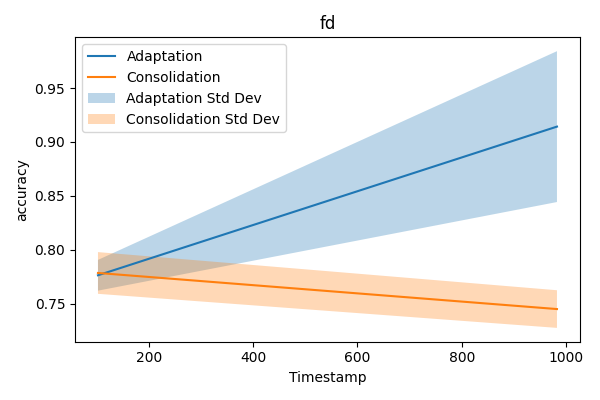 fd
Adaptation
Consolidation
Adaptation Std Dev
Consolidation Std Dev
accuracy
0.95
0.90
0.85
0.80
0.75
200 400 600 800 1000
Timestamp